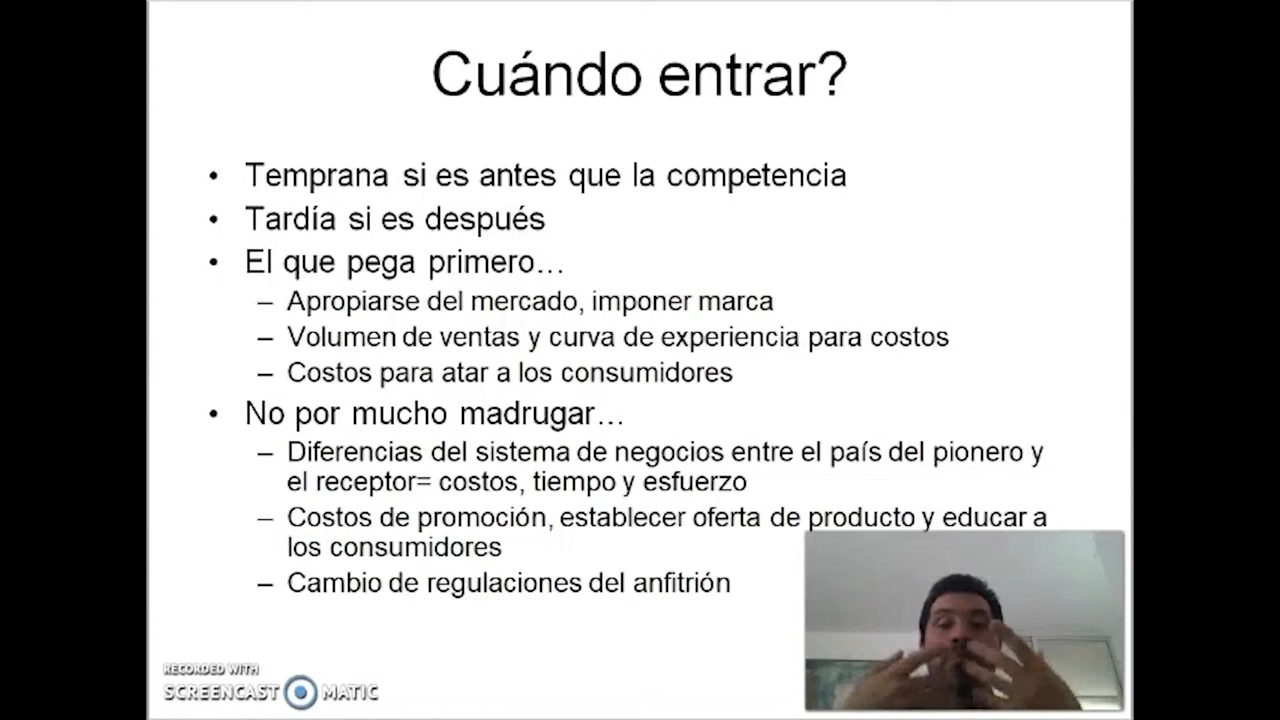 Cuándo entrar?
• Temprana si es antes que la competencia
• Tardía si es después
• El que pega primero…
– Apropiarse del mercado, imponer marca
– Volumen de ventas y curva de experiencia para costos
– Costos para atar a los consumidores
• No por mucho madrugar…
– Diferencias del sistema de negocios entre el país del pionero y
el receptor= costos, tiempo y esfuerzo
– Costos de promoción, establecer oferta de producto y educar a
los consumidores
– Cambio de regulaciones del anfitrión
RECORDED WITH
SCREENCAST MATIC